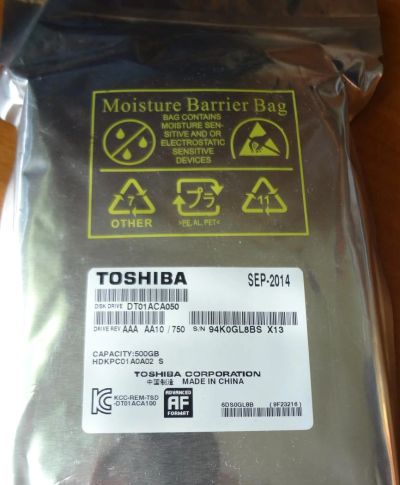 Moisture Barrier Bag
BAG CONTAINS
MOISTURE SEN-
SITIVE AND OR
ELECTROSTATIC
SENSITIVE
DEVICES
7
OTHER
プラ
>PE, AL, PET<
11
TOSHIBA
SEP-2014
DISK DRIVE DT01ACA050
DRIVE REV AAA AA10 / 750 S/N 94K0GL8BS X13
CAPACITY:500GB
HDKPC01A0A02 S
TOSHIBA CORPORATION
中国制造 MADE IN CHINA
KCC-REM-TSD
-DT01ACA100
ADVANCED
AF
FORMAT
6DS0GL8B (9F23216)